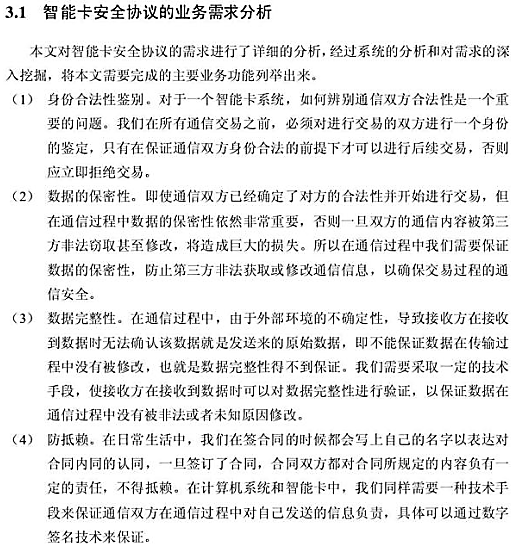 3.1 智能卡安全协议的业务需求分析
本文对智能卡安全协议的需求进行了详细的分析，经过系统的分析和对需求的深
入挖掘，将本文需要完成的主要业务功能列举出来。
（1） 身份合法性鉴别。对于一个智能卡系统，如何辨别通信双方合法性是一个重
要的问题。我们在所有通信交易之前，必须对进行交易的双方进行一个身份
的鉴定，只有在保证通信双方身份合法的前提下才可以进行后续交易，否则
应立即拒绝交易。
（2） 数据的保密性。即使通信双方已经确定了对方的合法性并开始进行交易，但
在通信过程中数据的保密性依然非常重要，否则一旦双方的通信内容被第三
方非法窃取甚至修改，将造成巨大的损失。所以在通信过程中我们需要保证
数据的保密性，防止第三方非法获取或修改通信信息，以确保交易过程的通
信安全。
（3） 数据完整性。在通信过程中，由于外部环境的不确定性，导致接收方在接收
到数据时无法确认该数据就是发送来的原始数据，即不能保证数据在传输过
程中没有被修改，也就是数据完整性得不到保证。我们需要采取一定的技术
手段，使接收方在接收到数据时可以对数据完整性进行验证，以保证数据在
通信过程中没有被非法或者未知原因修改。
（4） 防抵赖。在日常生活中，我们在签合同的时候都会写上自己的名字以表达对
合同内同的认同，一旦签订了合同，合同双方都对合同所规定的内容负有一
定的责任，不得抵赖。在计算机系统和智能卡中，我们同样需要一种技术手
段来保证通信双方在通信过程中对自己发送的信息负责，具体可以通过数字
签名技术来保证。